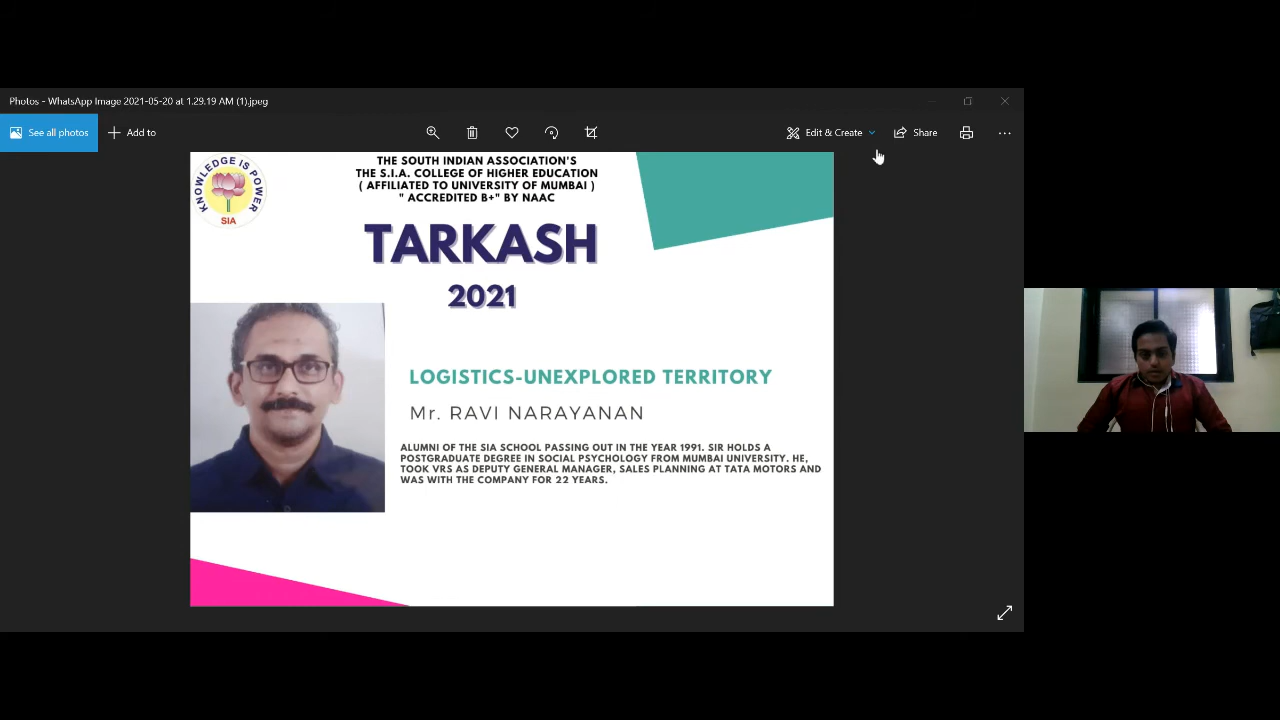 Photos - WhatsApp Image 2021-05-20 at 1.29.19 AM (1).jpeg
See all photos
Add to
Edit & Create
Share
KNOWLEDGE IS POWER
SIA
THE SOUTH INDIAN ASSOCIATION'S
THE S.I.A. COLLEGE OF HIGHER EDUCATION
( AFFILIATED TO UNIVERSITY OF MUMBAI )
" ACCREDITED B+" BY NAAC
TARKASH
2021
LOGISTICS-UNEXPLORED TERRITORY
Mr. RAVI NARAYANAN
ALUMNI OF THE SIA SCHOOL PASSING OUT IN THE YEAR 1991. SIR HOLDS A
POSTGRADUATE DEGREE IN SOCIAL PSYCHOLOGY FROM MUMBAI UNIVERSITY. HE,
TOOK VRS AS DEPUTY GENERAL MANAGER, SALES PLANNING AT TATA MOTORS AND
WAS WITH THE COMPANY FOR 22 YEARS.